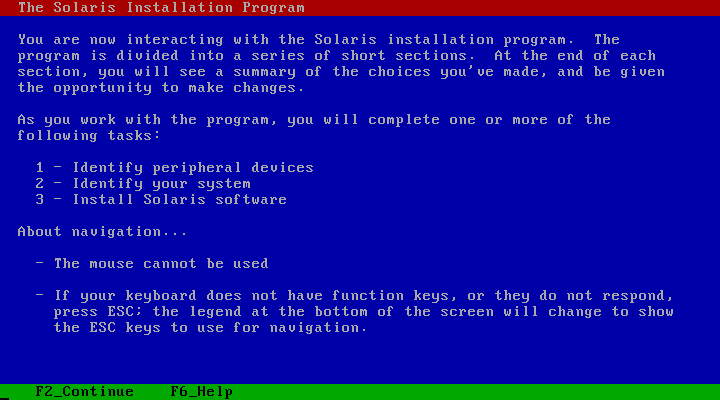 The Solaris Installation Program
You are now interacting with the Solaris installation program.  The
program is divided into a series of short sections.  At the end of each
section, you will see a summary of the choices you've made, and be given
the opportunity to make changes.
As you work with the program, you will complete one or more of the
following tasks:
1 - Identify peripheral devices
2 - Identify your system
3 - Install Solaris software
About navigation...
- The mouse cannot be used
- If your keyboard does not have function keys, or they do not respond,
press ESC; the legend at the bottom of the screen will change to show
the ESC keys to use for navigation.
F2_Continue    F6_Help